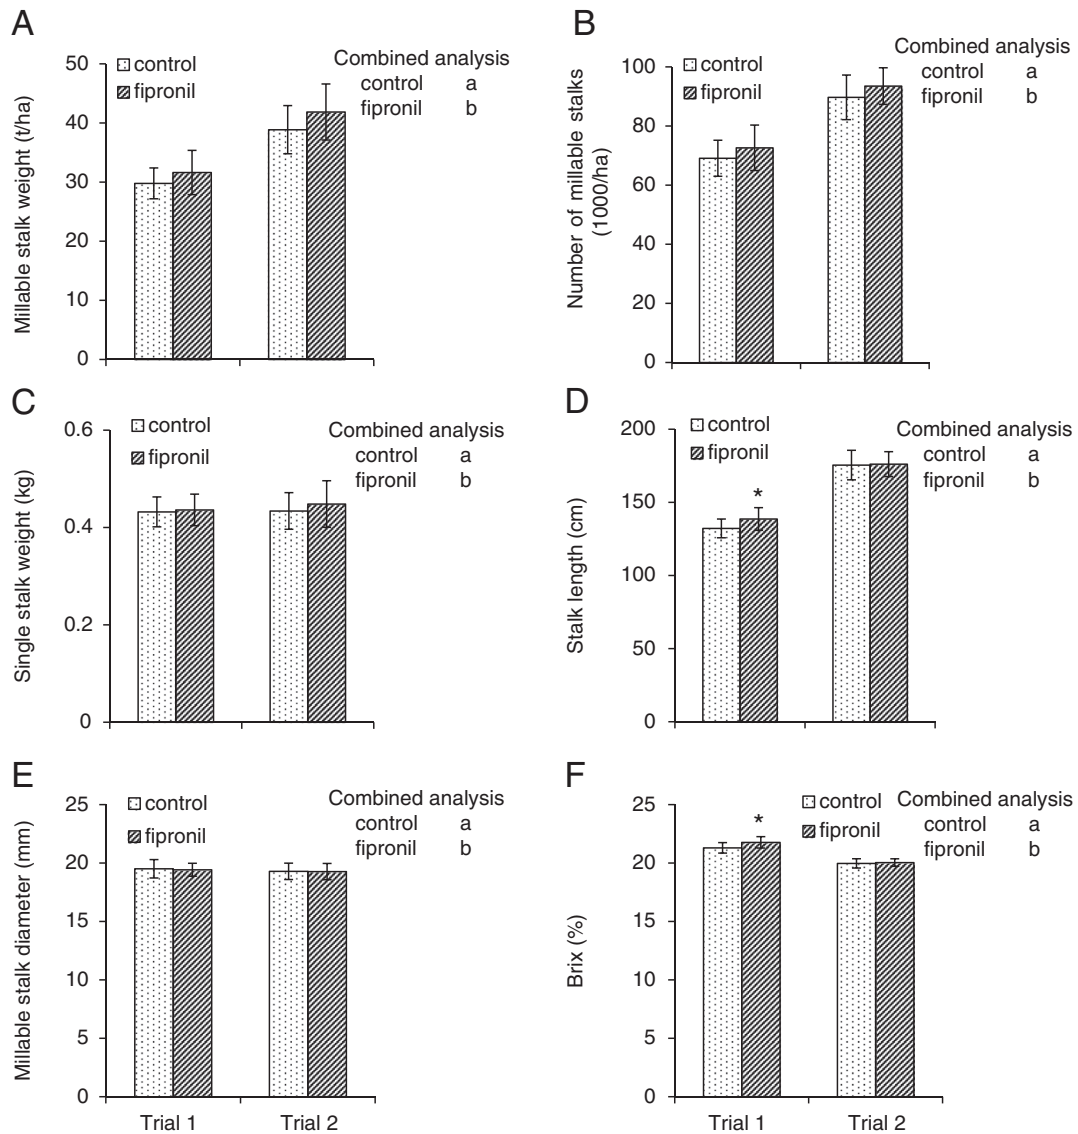 A
control
fipronil
Combined analysis
control a
fipronil b
50
40
30
20
10
0
Millable stalk weight (t/ha)
B
control
fipronil
Combined analysis
control a
fipronil b
100
80
60
40
20
0
Number of millable stalks
(1000/ha)
C
control
fipronil
Combined analysis
control a
fipronil b
0.6
0.4
0.2
0
Single stalk weight (kg)
D
control
fipronil
Combined analysis
control a
fipronil b
200
150
100
50
0
*
Stalk length (cm)
E
control
fipronil
Combined analysis
control a
fipronil b
25
20
15
10
5
0
Millable stalk diameter (mm)
Trial 1 Trial 2
F
control
fipronil
Combined analysis
control a
fipronil b
25
20
15
10
5
0
*
Brix (%)
Trial 1 Trial 2